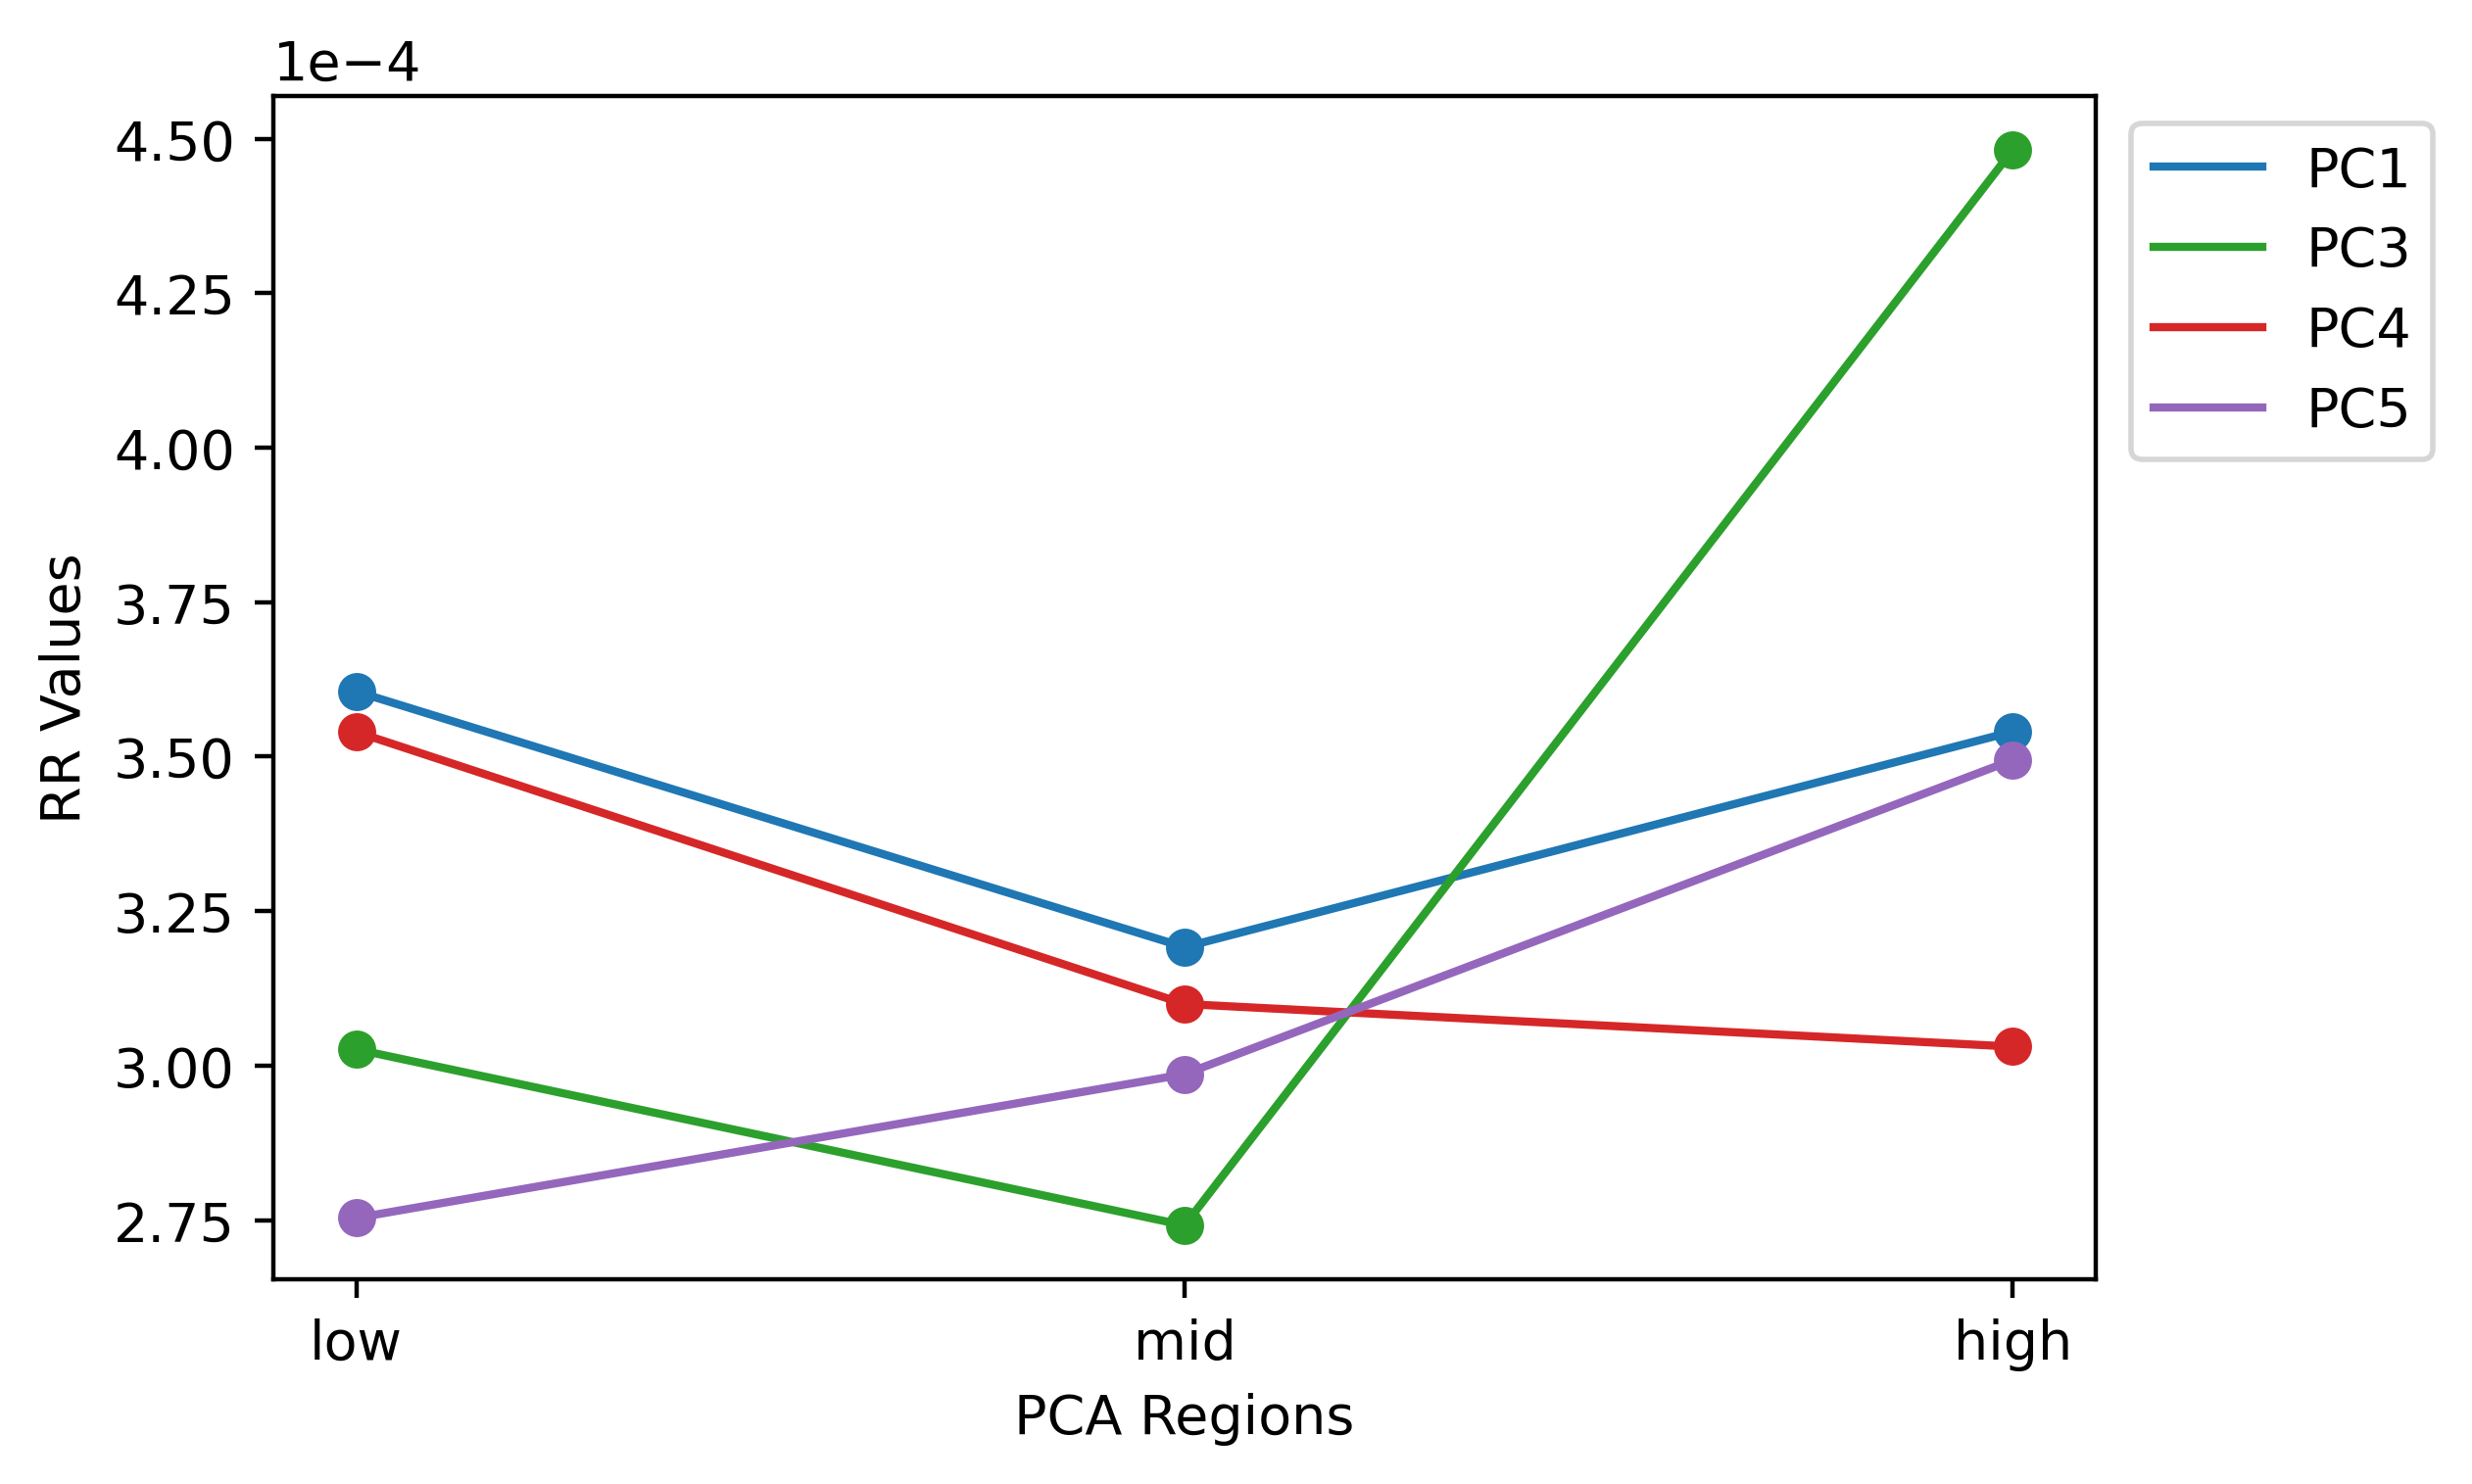 1e−4
4.50
4.25
4.00
3.75
3.50
3.25
3.00
2.75
RR Values
low
mid
high
PCA Regions
PC1
PC3
PC4
PC5